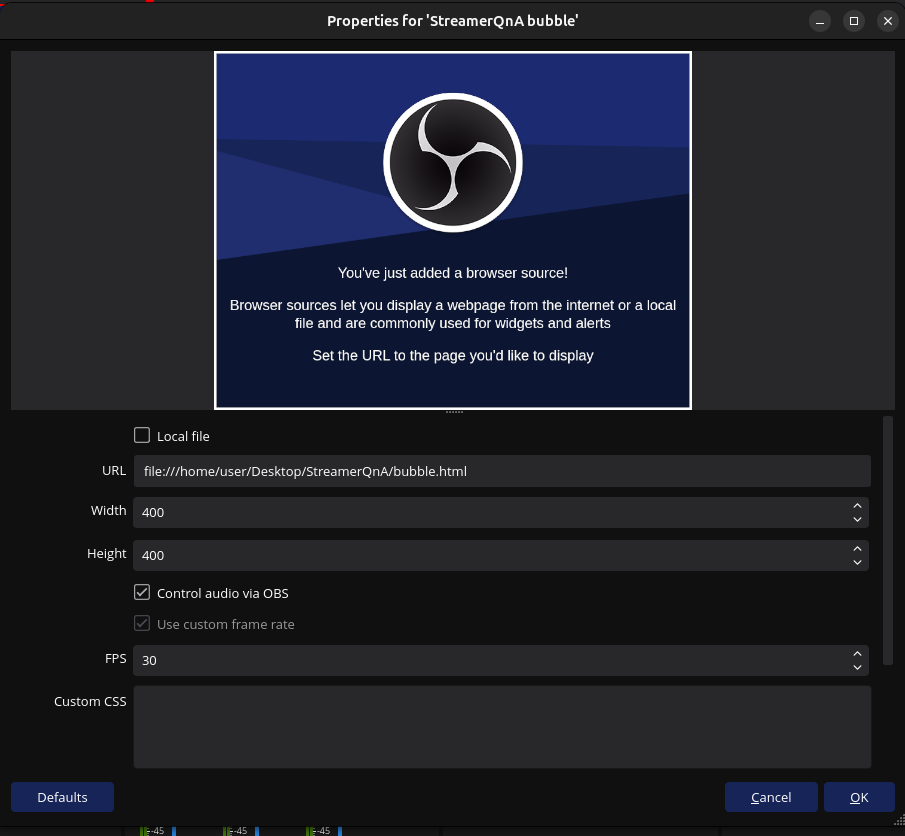 Properties for 'StreamerQnA bubble'
You've just added a browser source!
Browser sources let you display a webpage from the internet or a local
file and are commonly used for widgets and alerts
Set the URL to the page you'd like to display
Local file
URL
file:///home/user/Desktop/StreamerQnA/bubble.html
Width
400
Height
400
Control audio via OBS
Use custom frame rate
FPS
30
Custom CSS
Defaults
Cancel
OK
-45
-45
-45